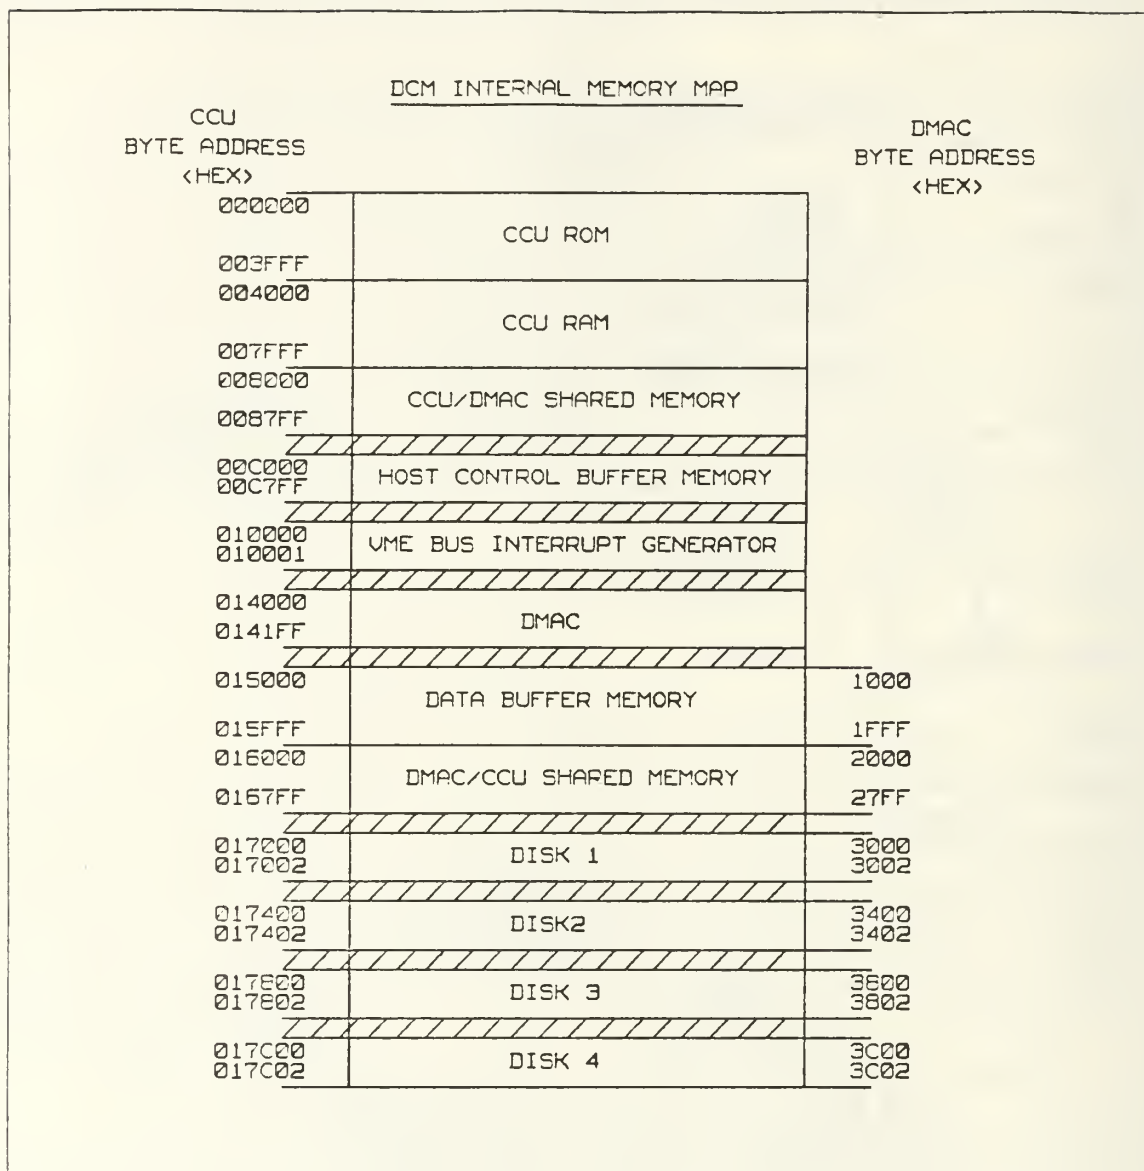 DCM INTERNAL MEMORY MAP
CCU
BYTE ADDRESS
<HEX>
DMAC
BYTE ADDRESS
<HEX>
000000
CCU ROM
003FFF
004000
CCU RAM
007FFF
008000
CCU/DMAC SHARED MEMORY
0087FF
00C000
00C7FF
HOST CONTROL BUFFER MEMORY
010000
010001
VME BUS INTERRUPT GENERATOR
014000
DMAC
0141FF
015000
1000
DATA BUFFER MEMORY
015FFF
1FFF
016000
2000
DMAC/CCU SHARED MEMORY
0167FF
27FF
017000
3000
DISK 1
017002
3002
017400
3400
DISK2
017402
3402
017800
3800
DISK 3
017802
3802
017C00
3C00
DISK 4
017C02
3C02